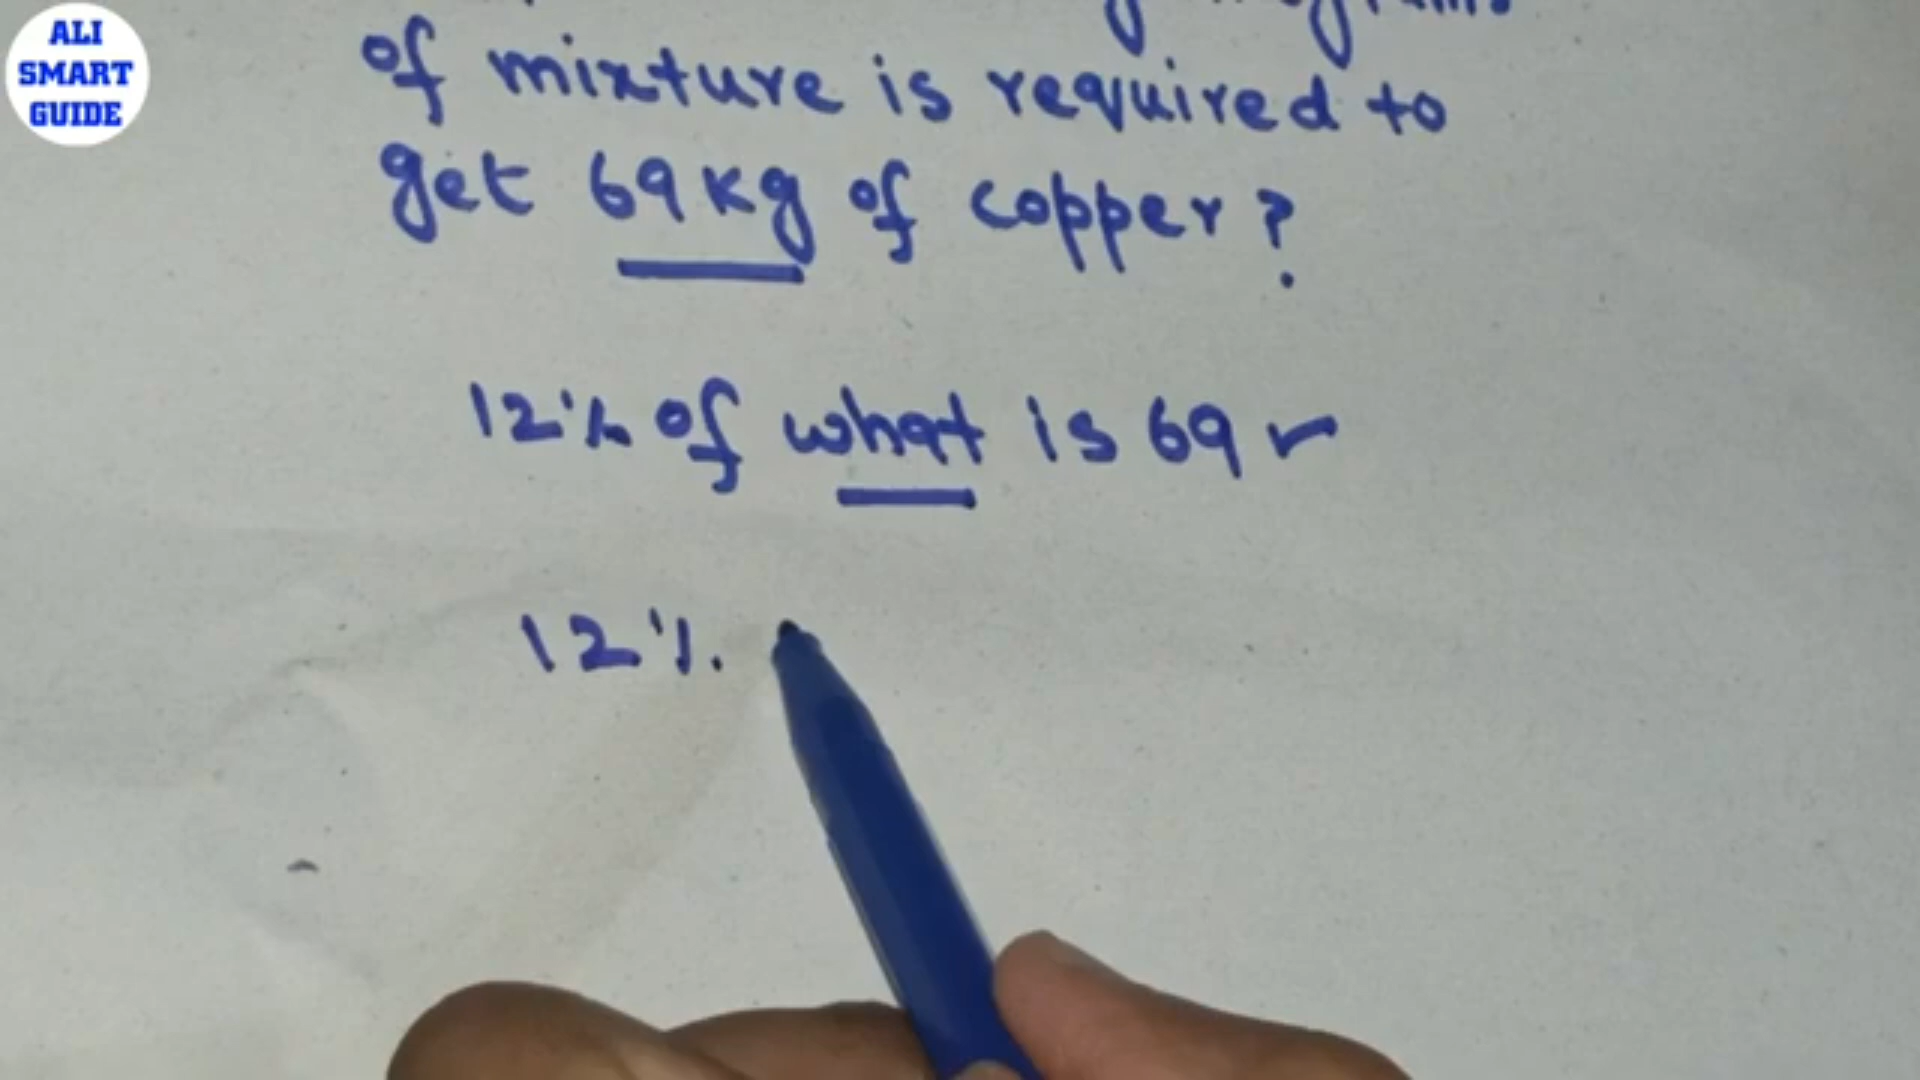 ALI
SMART
GUIDE
of mixture is required to
get 69 kg of copper?
12% of what is 69
12%